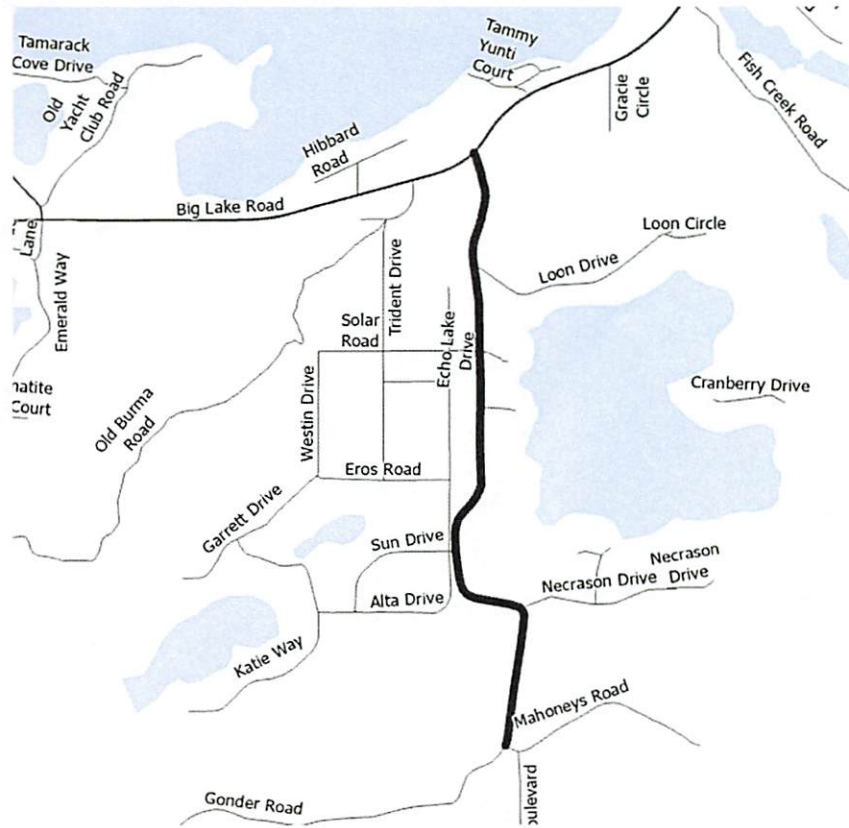 Tamarack
Cove Drive
Old
Yacht
Club Road
Tammy
Yunti
Court
Gracie
Circle
Fish Creek Road
Hibbard
Road
Big Lake Road
Lane
Emerald Way
Loon Circle
Loon Drive
Trident Drive
Solar
Road
Echo Lake
Drive
natite
Court
Westin Drive
Cranberry Drive
Old Burma
Road
Eros Road
Garrett Drive
Sun Drive
Necrason Drive
Necrason
Drive
Alta Drive
Katie Way
Mahoneys Road
Gonder Road
oulevard